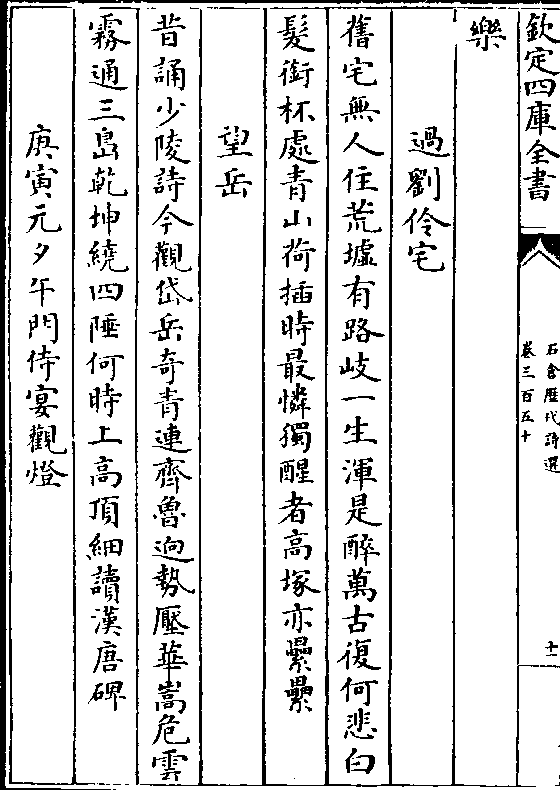 欽定四庫全書
石倉歷代詩選
卷三百五十
十一
樂
過劉伶宅
舊宅無人住荒墟有路岐一生渾是醉萬古復何悲白
髮銜杯處青山荷插時最憐獨醒者高塚亦纍纍
望岳
昔誦少陵詩今觀岱岳奇青連齊魯迥勢壓華嵩危雲
霧通三島乾坤繞四陲何時上高頂細讀漢唐碑
庚寅元夕午門侍宴觀燈